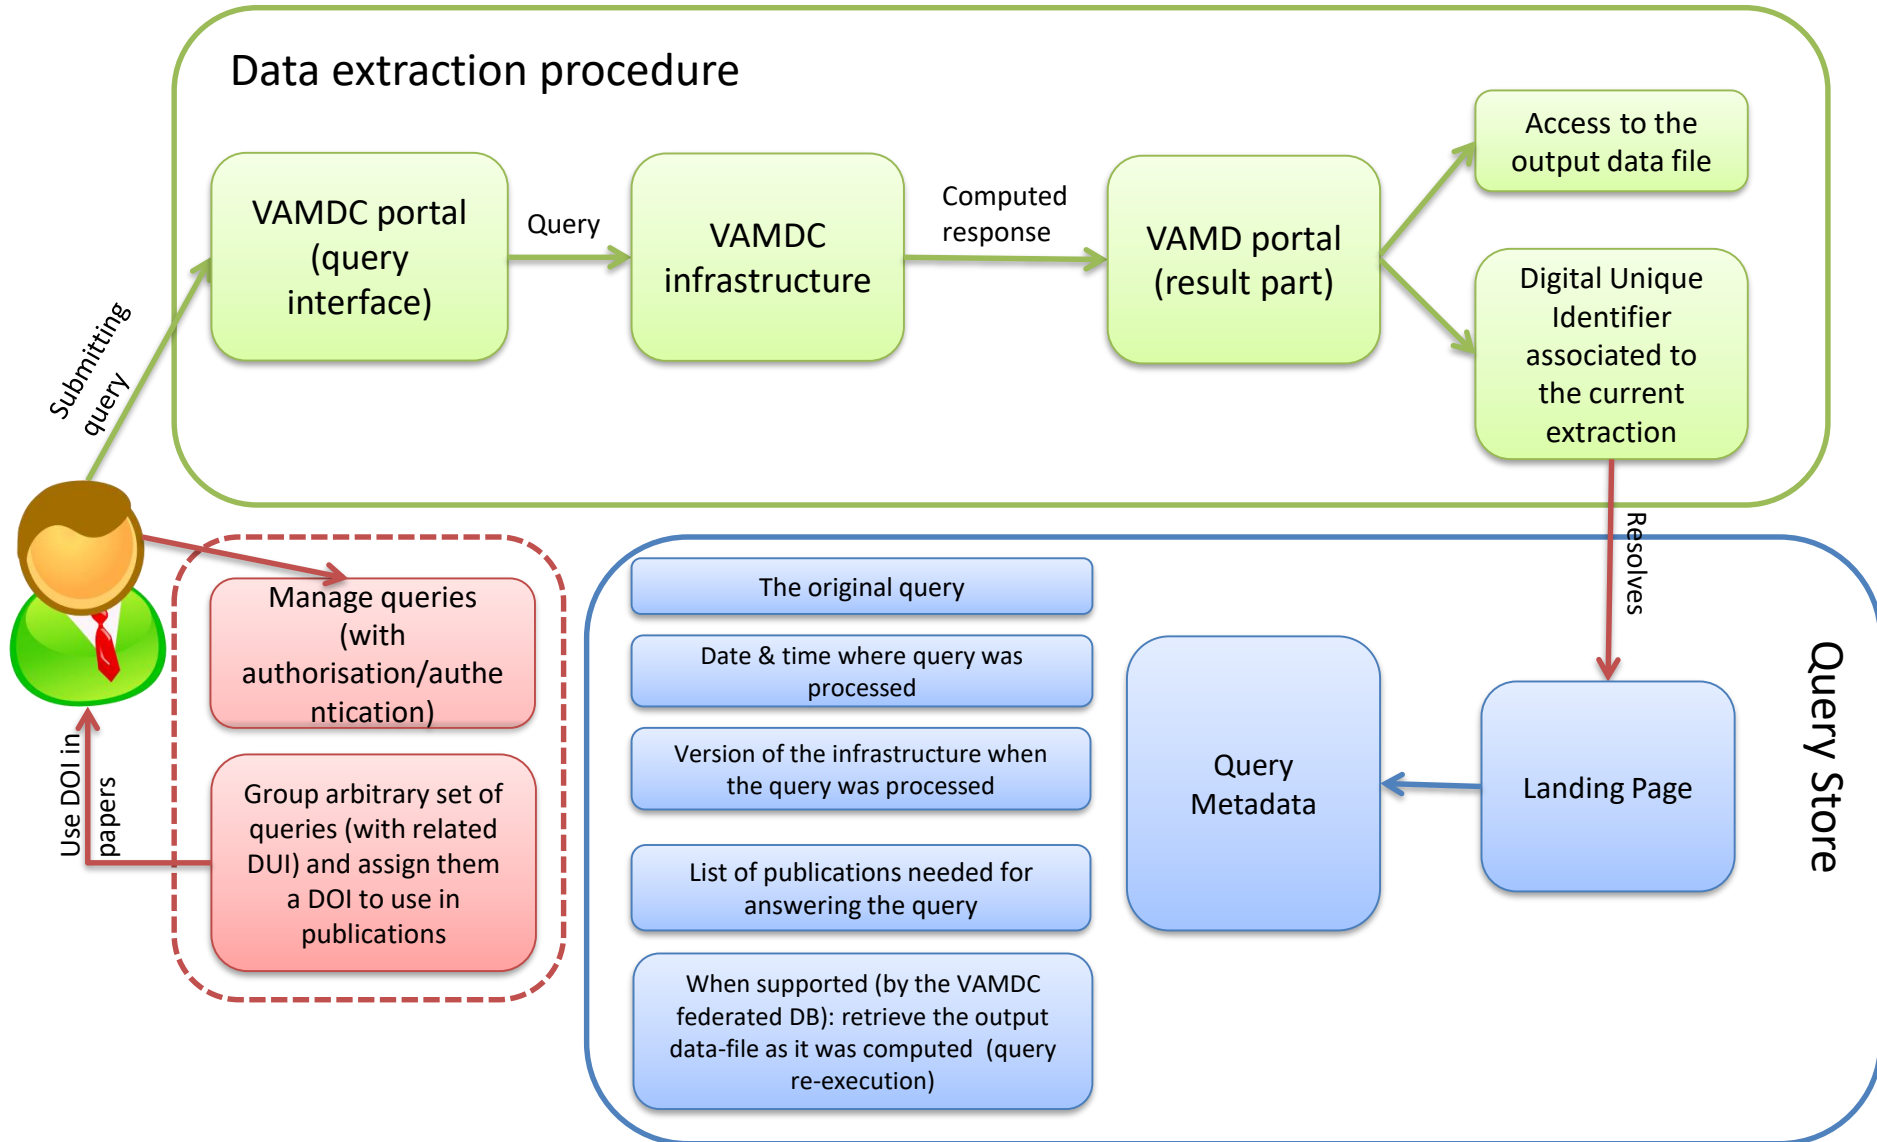 Data extraction procedure
Access to the
output data file
VAMDC portal
(query
interface)
Query
VAMDC
infrastructure
Computed
response
VAMD portal
(result part)
Digital Unique
Identifier
associated to
the current
extraction
Submitting
query
Resolves
Manage queries
(with
authorisation/authe
ntication)
Group arbitrary set of
queries (with related
DUI) and assign them
a DOI to use in
publications
Use DOI in
papers
The original query
Date & time where query was
processed
Version of the infrastructure when
the query was processed
List of publications needed for
answering the query
When supported (by the VAMDC
federated DB): retrieve the output
data-file as it was computed  (query
re-execution)
Query
Metadata
Landing Page
Query Store